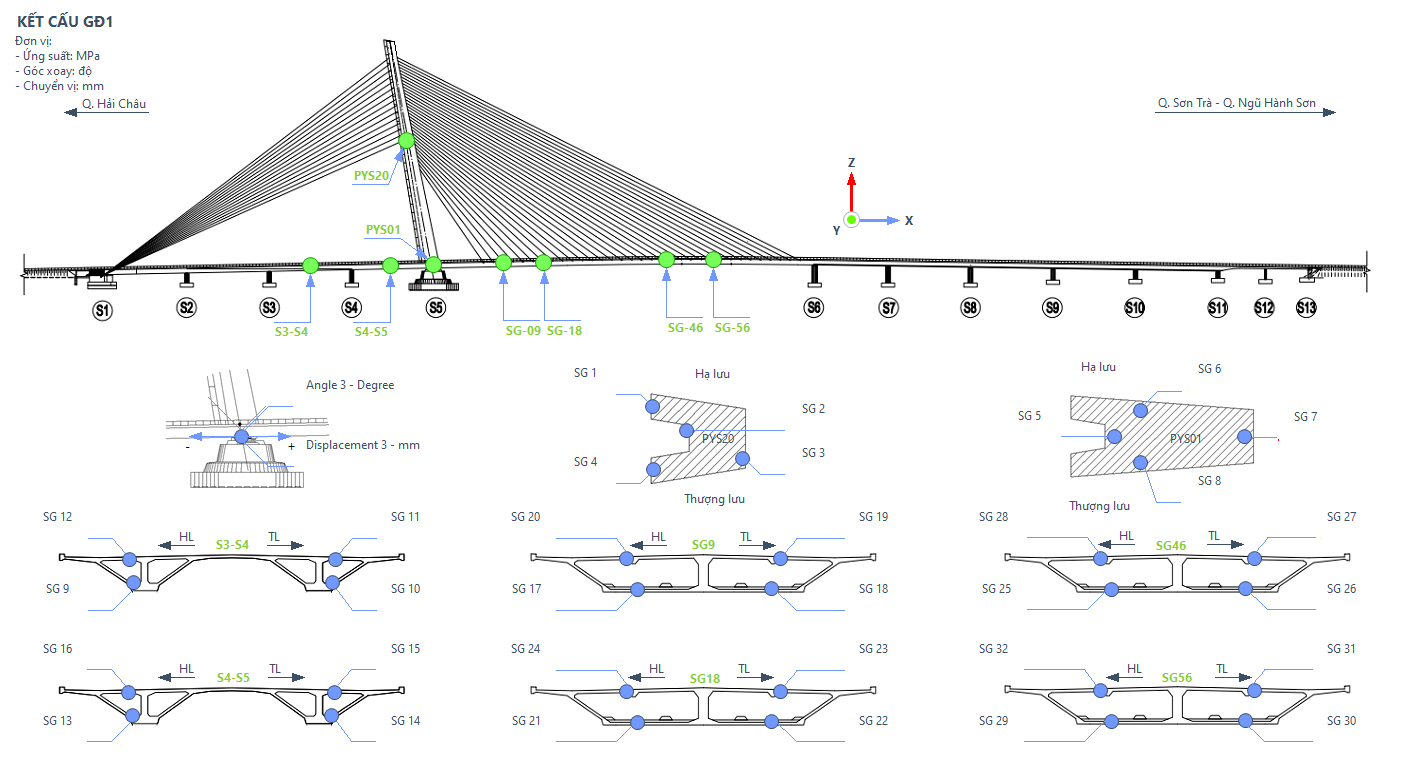 KẾT CẤU GĐ1
Đơn vị:
- Ứng suất: MPa
- Góc xoay: độ
- Chuyển vị: mm
Q. Hải Châu
Q. Sơn Trà - Q. Ngũ Hành Sơn
PYS20
PYS01
Z
X
Y
S1
S2
S3
S4
S5
S6
S7
S8
S9
S10
S11
S12
S13
S3-S4
S4-S5
SG-09
SG-18
SG-46
SG-56
Angle 3 - Degree
- + Displacement 3 - mm
SG 1
Hạ lưu
SG 2
PYS20
SG 3
SG 4
Thượng lưu
Hạ lưu
SG 6
SG 5
SG 7
PYS01
SG 8
Thượng lưu
SG 12
SG 11
HL
S3-S4
TL
SG 9
SG 10
SG 20
SG 19
HL
SG9
TL
SG 17
SG 18
SG 28
SG 27
HL
SG46
TL
SG 25
SG 26
SG 16
SG 15
HL
S4-S5
TL
SG 13
SG 14
SG 24
SG 23
HL
SG18
TL
SG 21
SG 22
SG 32
SG 31
HL
SG56
TL
SG 29
SG 30